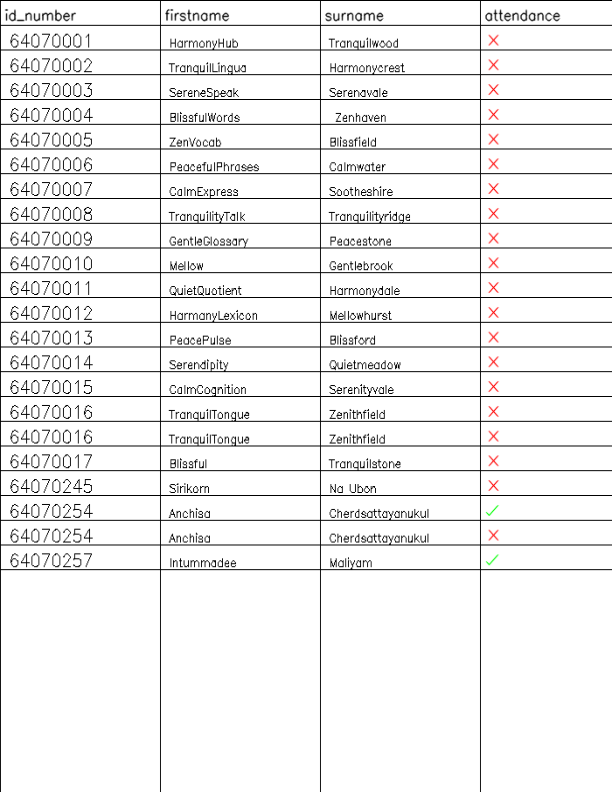 id_number firstname surname attendance
64070001 HarmonyHub Tranquilwood
64070002 TranquilLingua Harmonycrest
64070003 SereneSpeak Serenavale
64070004 BlissfulWords Zenhaven
64070005 ZenVocab Blissfield
64070006 PeacefulPhrases Calmwater
64070007 CalmExpress Sootheshire
64070008 TranquilityTalk Tranquilityridge
64070009 GentleGlossary Peacestone
64070010 Mellow Gentlebrook
64070011 QuietQuotient Harmonydale
64070012 HarmanyLexicon Mellowhurst
64070013 PeacePulse Blissford
64070014 Serendipity Quietmeadow
64070015 CalmCognition Serenityvale
64070016 TranquilTongue Zenithfield
64070016 TranquilTongue Zenithfield
64070017 Blissful Tranquilstone
64070245 Sirikorn Na Ubon
64070254 Anchisa Cherdsattayanukul
64070254 Anchisa Cherdsattayanukul
64070257 Intummadee Maliyam